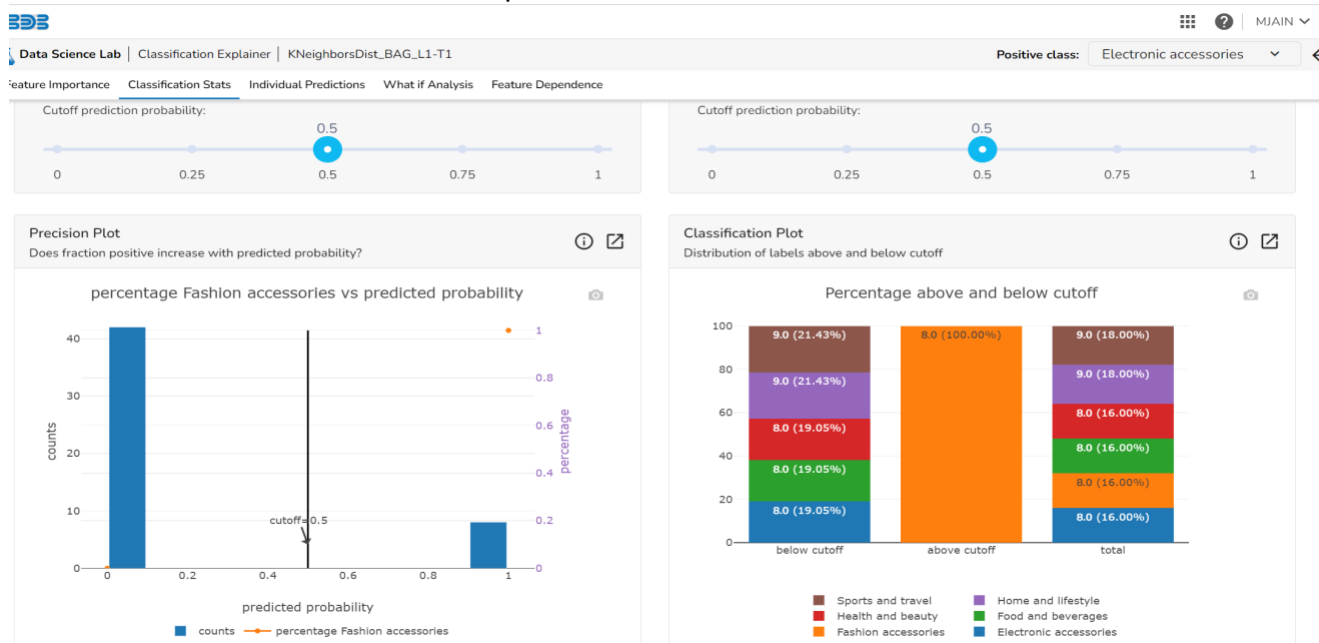 BDB
MJAIN
Data Science Lab | Classification Explainer | KNeighborsDist_BAG_L1-T1
Positive class: Electronic accessories
Feature Importance Classification Stats Individual Predictions What if Analysis Feature Dependence
Cutoff prediction probability:
0.5
0 0.25 0.5 0.75 1
Cutoff prediction probability:
0.5
0 0.25 0.5 0.75 1
Precision Plot
Does fraction positive increase with predicted probability?
percentage Fashion accessories vs predicted probability
counts
40
30
20
10
0
percentage
1
0.8
0.6
0.4
0.2
0
cutoff=0.5
0 0.2 0.4 0.6 0.8 1
predicted probability
counts percentage Fashion accessories
Classification Plot
Distribution of labels above and below cutoff
Percentage above and below cutoff
100
80
60
40
20
0
9.0 (21.43%) 8.0 (100.00%) 9.0 (18.00%)
9.0 (21.43%) 9.0 (18.00%)
8.0 (19.05%) 8.0 (16.00%)
8.0 (19.05%) 8.0 (16.00%)
8.0 (16.00%)
8.0 (19.05%) 8.0 (16.00%)
below cutoff above cutoff total
Sports and travel Home and lifestyle
Health and beauty Food and beverages
Fashion accessories Electronic accessories